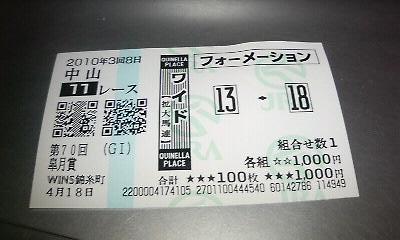 2010年3回8日
中山
11レース
第70回 (GI)
皐月賞
WINS錦糸町
4月18日
QUINELLA PLACE
ワイド
拡大馬連
QUINELLA PLACE
フォーメーション
13 - 18
JRA
組合せ数1
各組 ☆☆1,000円
合計 ★★★100枚 ★★★1,000円
2200004174105 2701100444540 60142786 114949